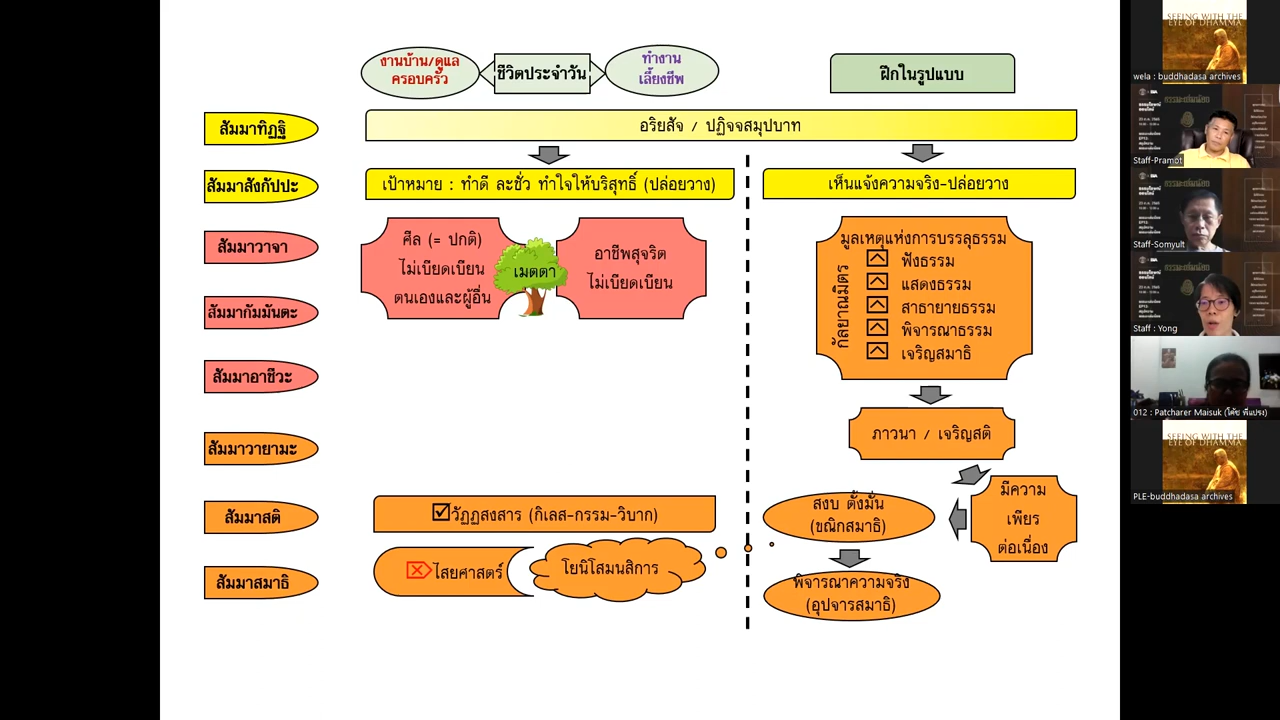 งานบ้าน/ดูแล
ครอบครัว
ชีวิตประจำวัน
ทำงาน
เลี้ยงชีพ
ฝึกในรูปแบบ
สัมมาทิฏฐิ
อริยสัจ / ปฏิจจสมุปบาท
สัมมาสังกัปปะ
เป้าหมาย : ทำดี ละชั่ว ทำใจให้บริสุทธิ์ (ปล่อยวาง)
เห็นแจ้งความจริง-ปล่อยวาง
สัมมาวาจา
สัมมากัมมันตะ
สัมมาอาชีวะ
สัมมาวายามะ
สัมมาสติ
สัมมาสมาธิ
ศีล (= ปกติ)
ไม่เบียดเบียน
ตนเองและผู้อื่น
เมตตา
อาชีพสุจริต
ไม่เบียดเบียน
มูลเหตุแห่งการบรรลุธรรม
กัลยาณมิตร
ฟังธรรม
แสดงธรรม
สาธายายธรรม
พิจารณาธรรม
เจริญสมาธิ
ภาวนา / เจริญสติ
มีความ
เพียร
ต่อเนื่อง
สงบ ตั้งมั่น
(ขณิกสมาธิ)
พิจารณาความจริง
(อุปจารสมาธิ)
วัฏฏสงสาร (กิเลส-กรรม-วิบาก)
ไสยศาสตร์
โยนิโสมนสิการ
SEEING WITH THE
EYE OF DHAMMA
wela : buddhadasa archives
Staff-Pramot
Staff-Somyult
Staff : Yong
012 : Patcharer Maisuk (โค้ช พี่แปรง)
SEEING WITH THE
EYE OF DHAMMA
PLE-buddhadasa archives